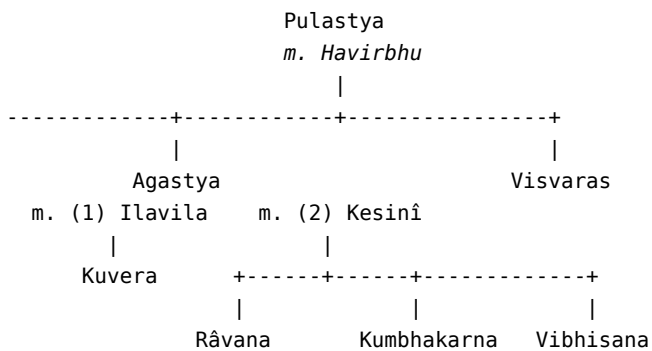 Pulastya
m. Havirbhu
|
-------------+------------+----------------+
| |
Agastya Visvaras
m. (1) Ilavila m. (2) Kesinî
| |
Kuvera +------+------+-------------+
| | |
Râvana Kumbhakarna Vibhisana